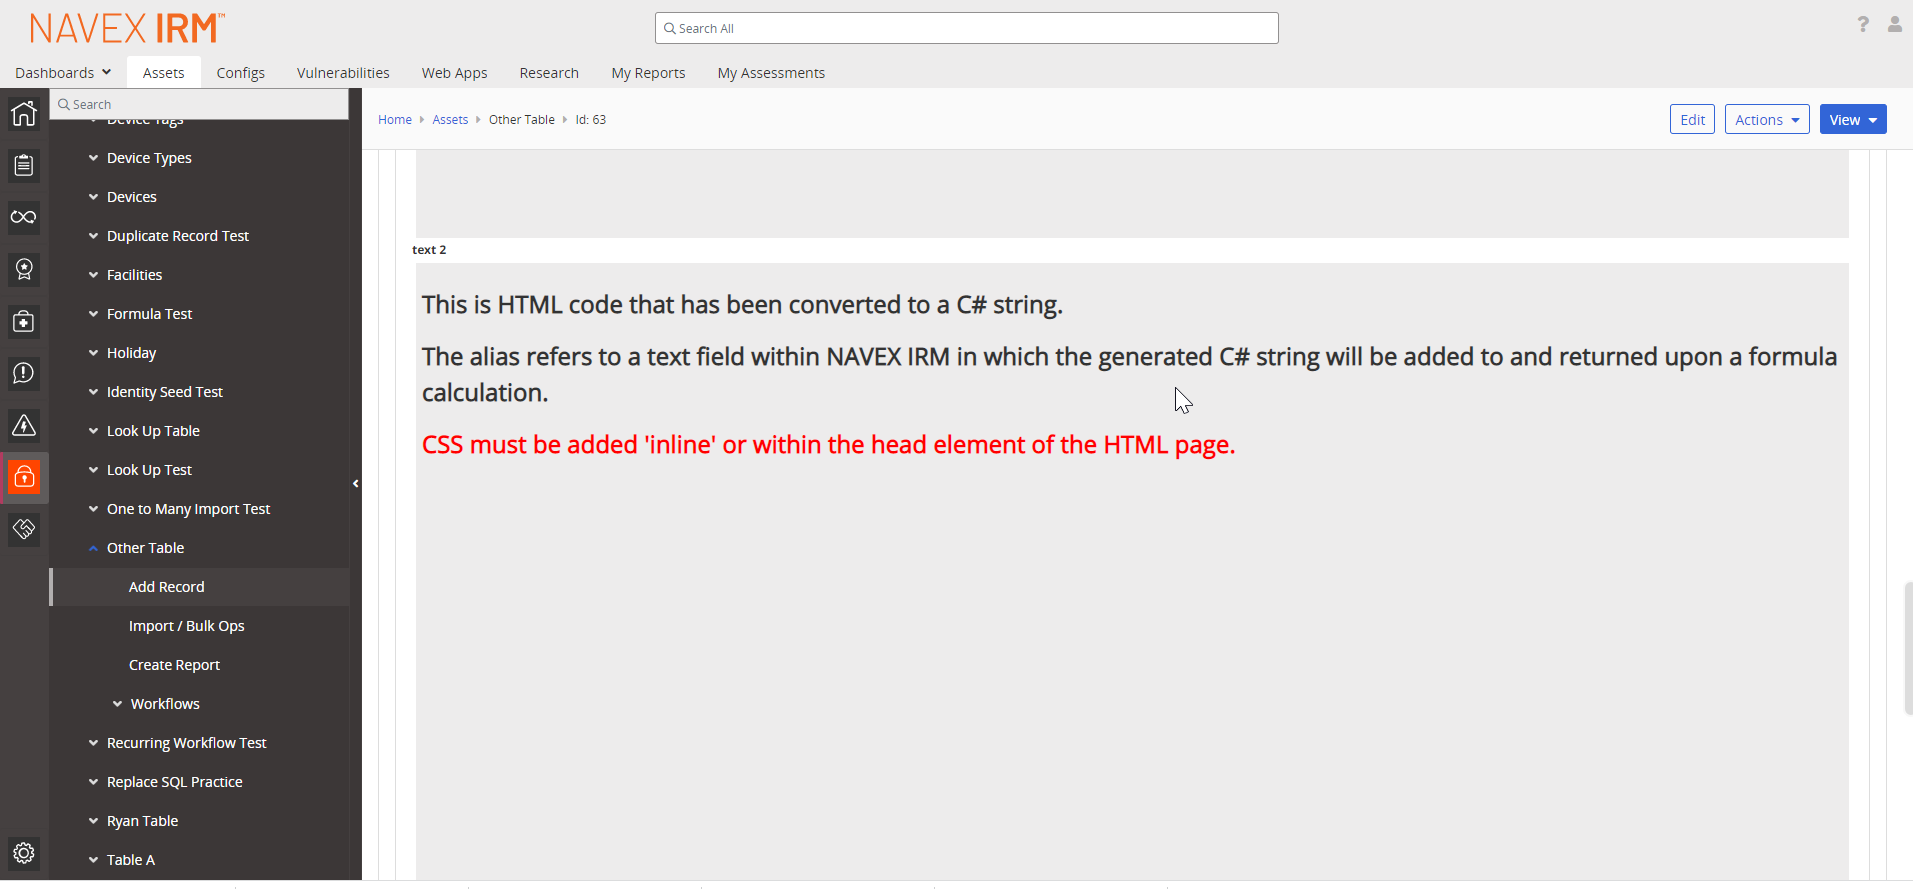 NAVEX IRM™
Search All
?
Dashboards
Assets
Configs
Vulnerabilities
Web Apps
Research
My Reports
My Assessments
Search
Device Tags
Device Types
Devices
Duplicate Record Test
Facilities
Formula Test
Holiday
Identity Seed Test
Look Up Table
Look Up Test
One to Many Import Test
Other Table
Add Record
Import / Bulk Ops
Create Report
Workflows
Recurring Workflow Test
Replace SQL Practice
Ryan Table
Table A
Home Assets Other Table Id: 63
Edit
Actions
View
text 2
This is HTML code that has been converted to a C# string.
The alias refers to a text field within NAVEX IRM in which the generated C# string will be added to and returned upon a formula
calculation.
CSS must be added 'inline' or within the head element of the HTML page.